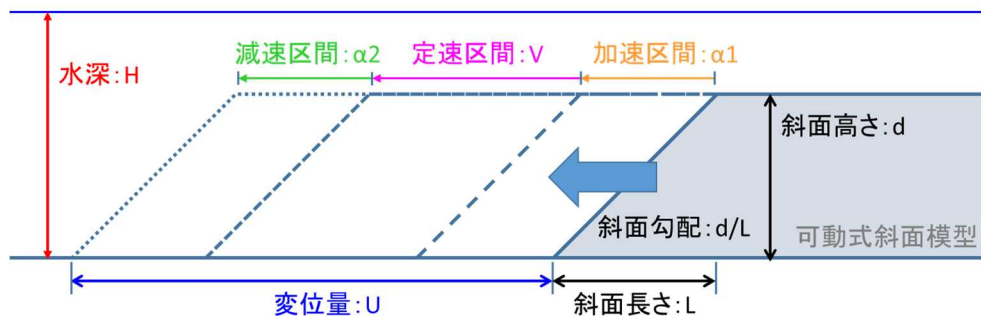 減速区間:α2
定速区間:V
加速区間:α1
水深:H
斜面高さ:d
斜面勾配:d/L
可動式斜面模型
変位量:U
斜面長さ:L